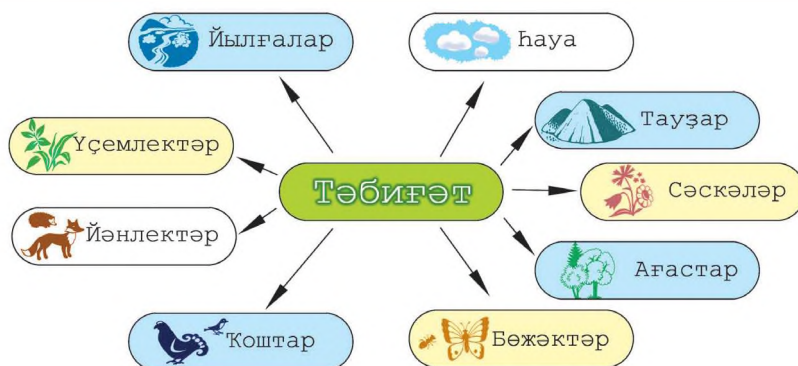 Йылғалар
Һауа
Тауҙар
Үҫемлектәр
Тәбиғәт
Сәскәләр
Йәнлектәр
Ағастар
Ҡоштар
Бөжәктәр